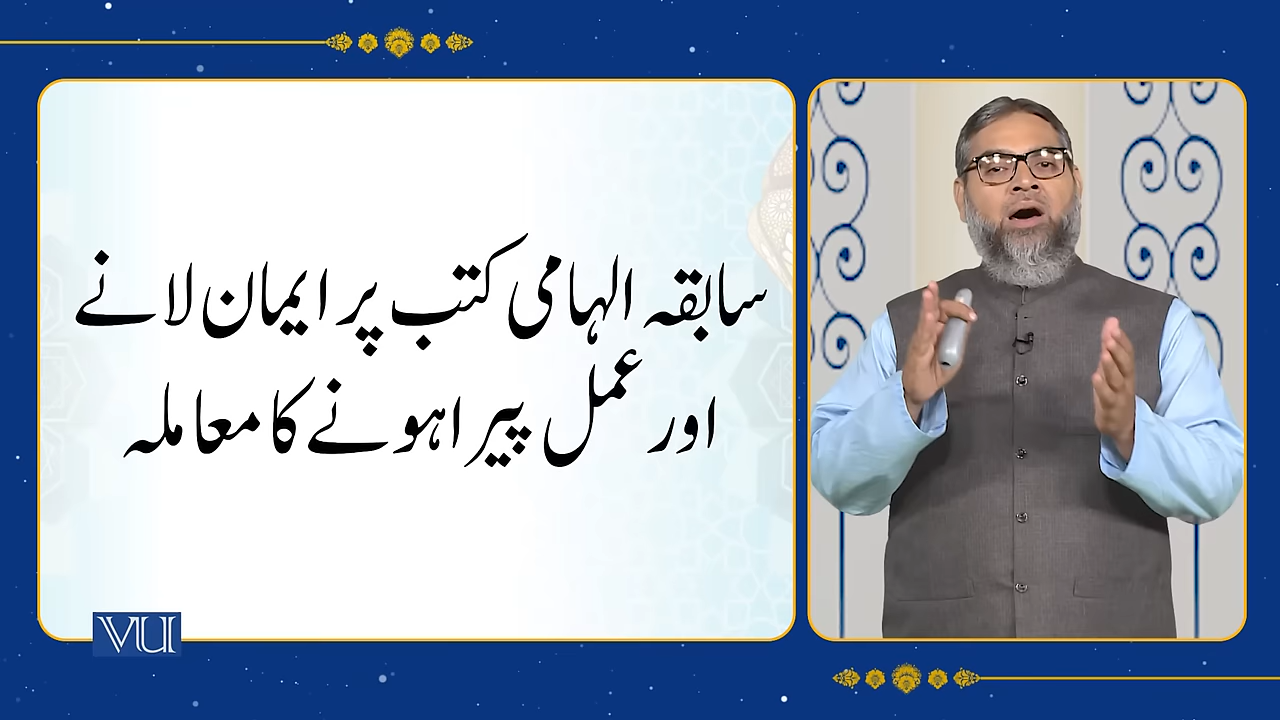 سابقہ الہامی کتب پر ایمان لانے
اور عمل پیرا ہونے کا معاملہ
VU